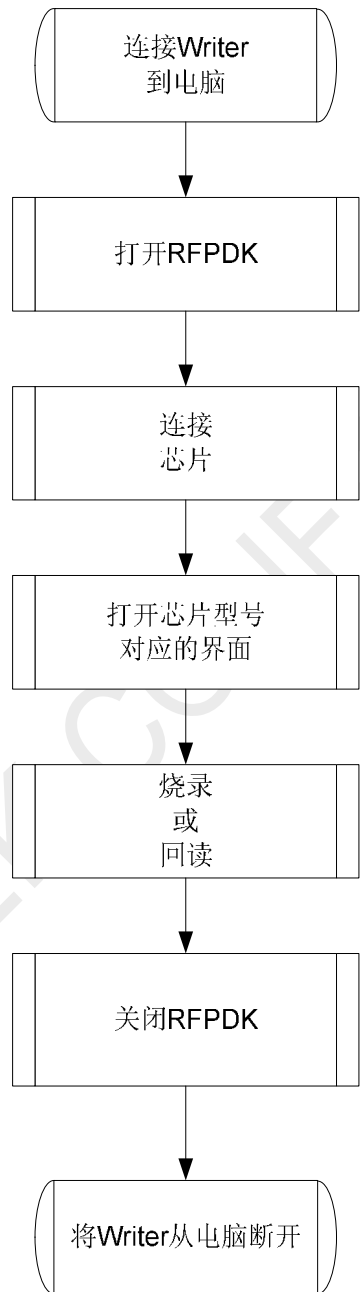 连接Writer
到电脑
打开RFPDK
连接
芯片
打开芯片型号
对应的界面
烧录
或
回读
关闭RFPDK
将Writer从电脑断开